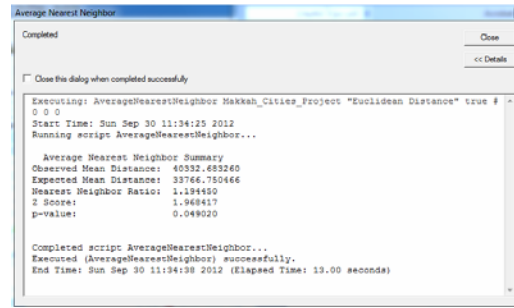 Average Nearest Neighbor
Completed
Close
<< Details
Close this dialog when completed successfully
Executing: AverageNearestNeighbor Makkah_Cities_Project "Euclidean Distance" true #
0 0 0
Start Time: Sun Sep 30 11:34:25 2012
Running script AverageNearestNeighbor...
Average Nearest Neighbor Summary
Observed Mean Distance: 40332.683260
Expected Mean Distance: 33766.750466
Nearest Neighbor Ratio: 1.194450
Z Score: 1.968417
p-value: 0.049020
Completed script AverageNearestNeighbor...
Executed (AverageNearestNeighbor) successfully.
End Time: Sun Sep 30 11:34:38 2012 (Elapsed Time: 13.00 seconds)